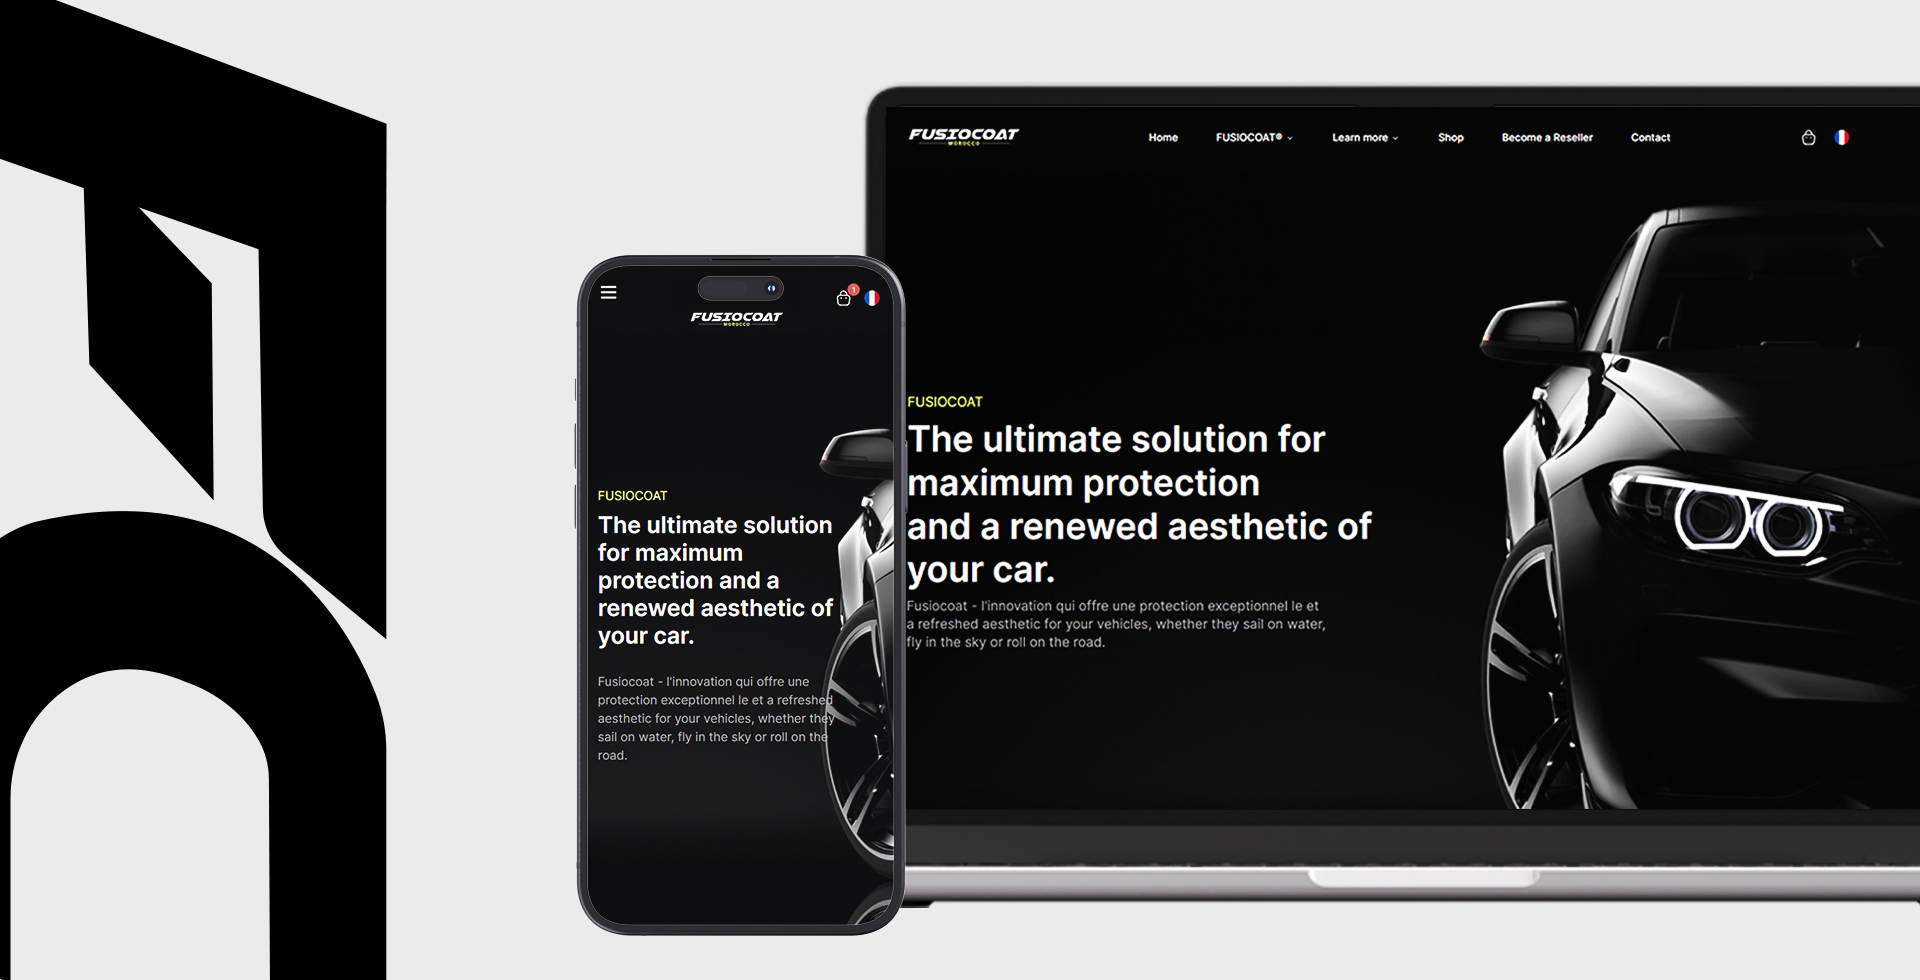 FUSIOCOAT
MOROCCO
Home
FUSIOCOAT®
Learn more
Shop
Become a Reseller
Contact
FUSIOCOAT
The ultimate solution for
maximum protection
and a renewed aesthetic of
your car.
Fusiocoat - l'innovation qui offre une protection exceptionnel le et
a refreshed aesthetic for your vehicles, whether they sail on water,
fly in the sky or roll on the road.
1
FUSIOCOAT
MOROCCO
FUSIOCOAT
The ultimate solution
for maximum
protection and a
renewed aesthetic of
your car.
Fusiocoat - l'innovation qui offre une
protection exceptionnel le et a refreshed
aesthetic for your vehicles, whether they
sail on water, fly in the sky or roll on the
road.